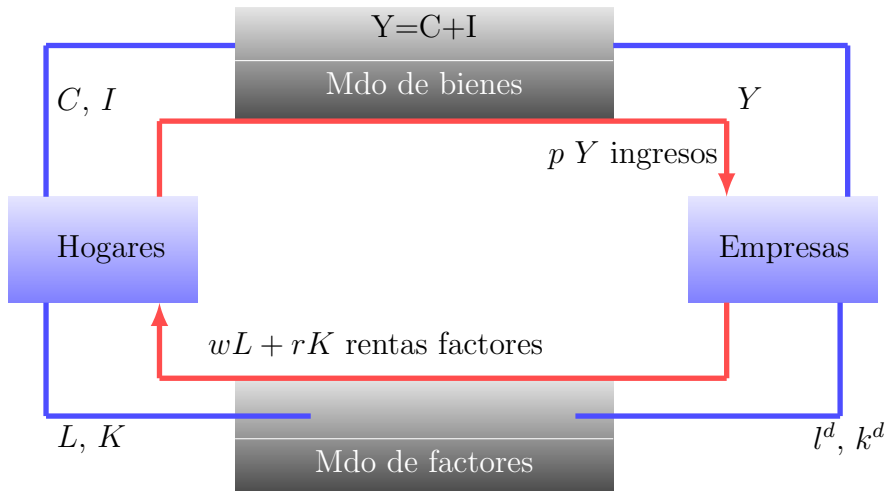 Y=C+I
Mdo de bienes
C, I
Y
p Y ingresos
Hogares
Empresas
wL + rK rentas factores
L, K
l^d, k^d
Mdo de factores